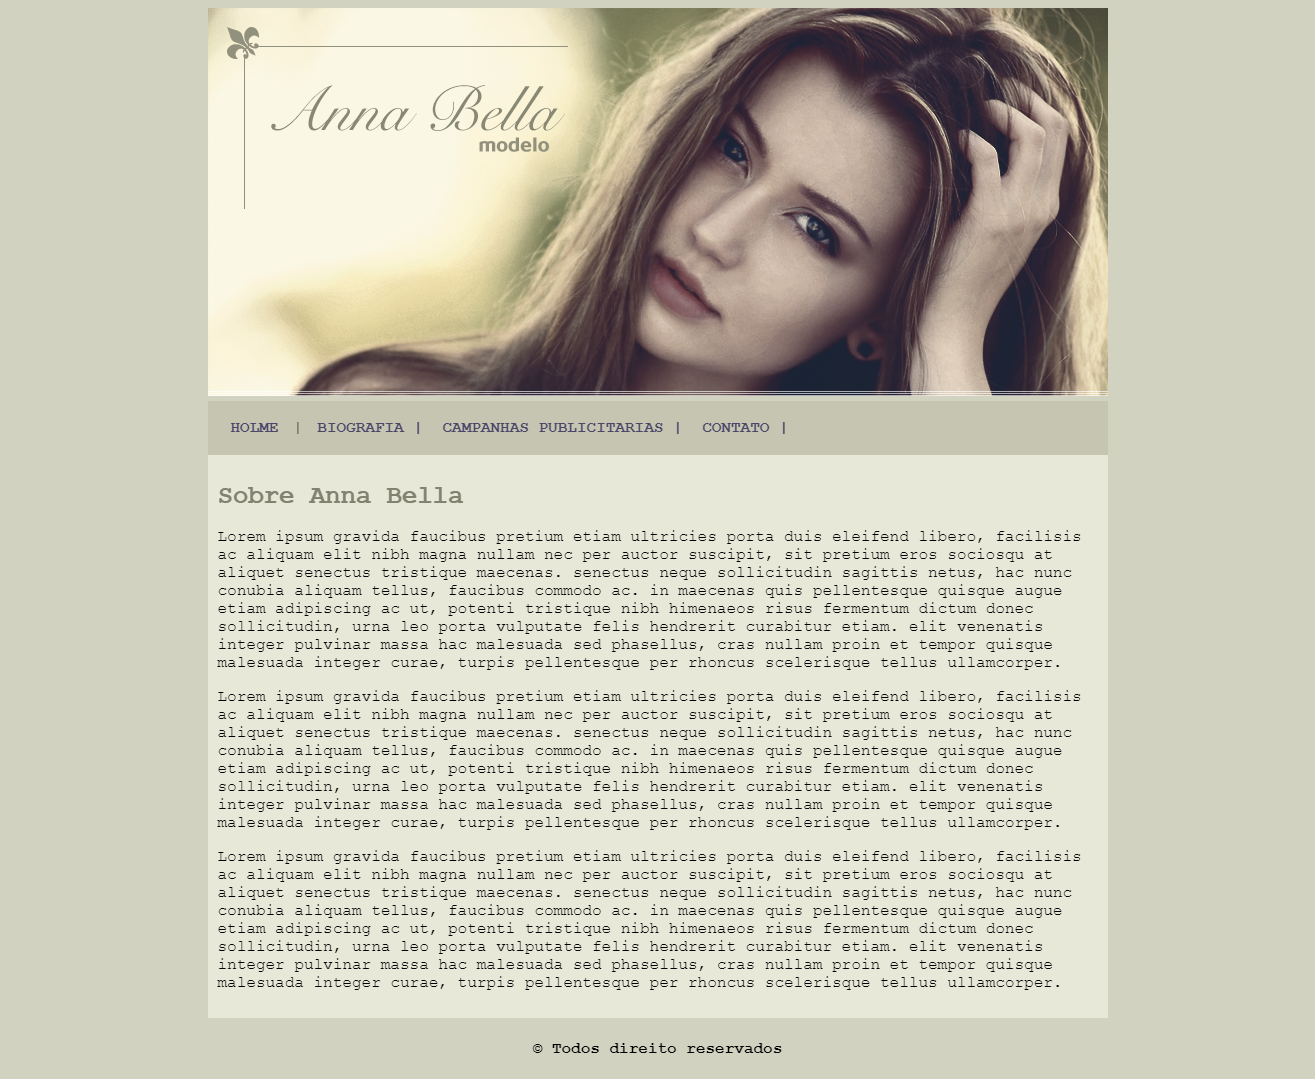 Anna Bella
modelo
HOLME | BIOGRAFIA | CAMPANHAS PUBLICITARIAS | CONTATO |
Sobre Anna Bella
Lorem ipsum gravida faucibus pretium etiam ultricies porta duis eleifend libero, facilisis
ac aliquam elit nibh magna nullam nec per auctor suscipit, sit pretium eros sociosqu at
aliquet senectus tristique maecenas. senectus neque sollicitudin sagittis netus, hac nunc
conubia aliquam tellus, faucibus commodo ac. in maecenas quis pellentesque quisque augue
etiam adipiscing ac ut, potenti tristique nibh himenaeos risus fermentum dictum donec
sollicitudin, urna leo porta vulputate felis hendrerit curabitur etiam. elit venenatis
integer pulvinar massa hac malesuada sed phasellus, cras nullam proin et tempor quisque
malesuada integer curae, turpis pellentesque per rhoncus scelerisque tellus ullamcorper.
Lorem ipsum gravida faucibus pretium etiam ultricies porta duis eleifend libero, facilisis
ac aliquam elit nibh magna nullam nec per auctor suscipit, sit pretium eros sociosqu at
aliquet senectus tristique maecenas. senectus neque sollicitudin sagittis netus, hac nunc
conubia aliquam tellus, faucibus commodo ac. in maecenas quis pellentesque quisque augue
etiam adipiscing ac ut, potenti tristique nibh himenaeos risus fermentum dictum donec
sollicitudin, urna leo porta vulputate felis hendrerit curabitur etiam. elit venenatis
integer pulvinar massa hac malesuada sed phasellus, cras nullam proin et tempor quisque
malesuada integer curae, turpis pellentesque per rhoncus scelerisque tellus ullamcorper.
Lorem ipsum gravida faucibus pretium etiam ultricies porta duis eleifend libero, facilisis
ac aliquam elit nibh magna nullam nec per auctor suscipit, sit pretium eros sociosqu at
aliquet senectus tristique maecenas. senectus neque sollicitudin sagittis netus, hac nunc
conubia aliquam tellus, faucibus commodo ac. in maecenas quis pellentesque quisque augue
etiam adipiscing ac ut, potenti tristique nibh himenaeos risus fermentum dictum donec
sollicitudin, urna leo porta vulputate felis hendrerit curabitur etiam. elit venenatis
integer pulvinar massa hac malesuada sed phasellus, cras nullam proin et tempor quisque
malesuada integer curae, turpis pellentesque per rhoncus scelerisque tellus ullamcorper.
© Todos direito reservados